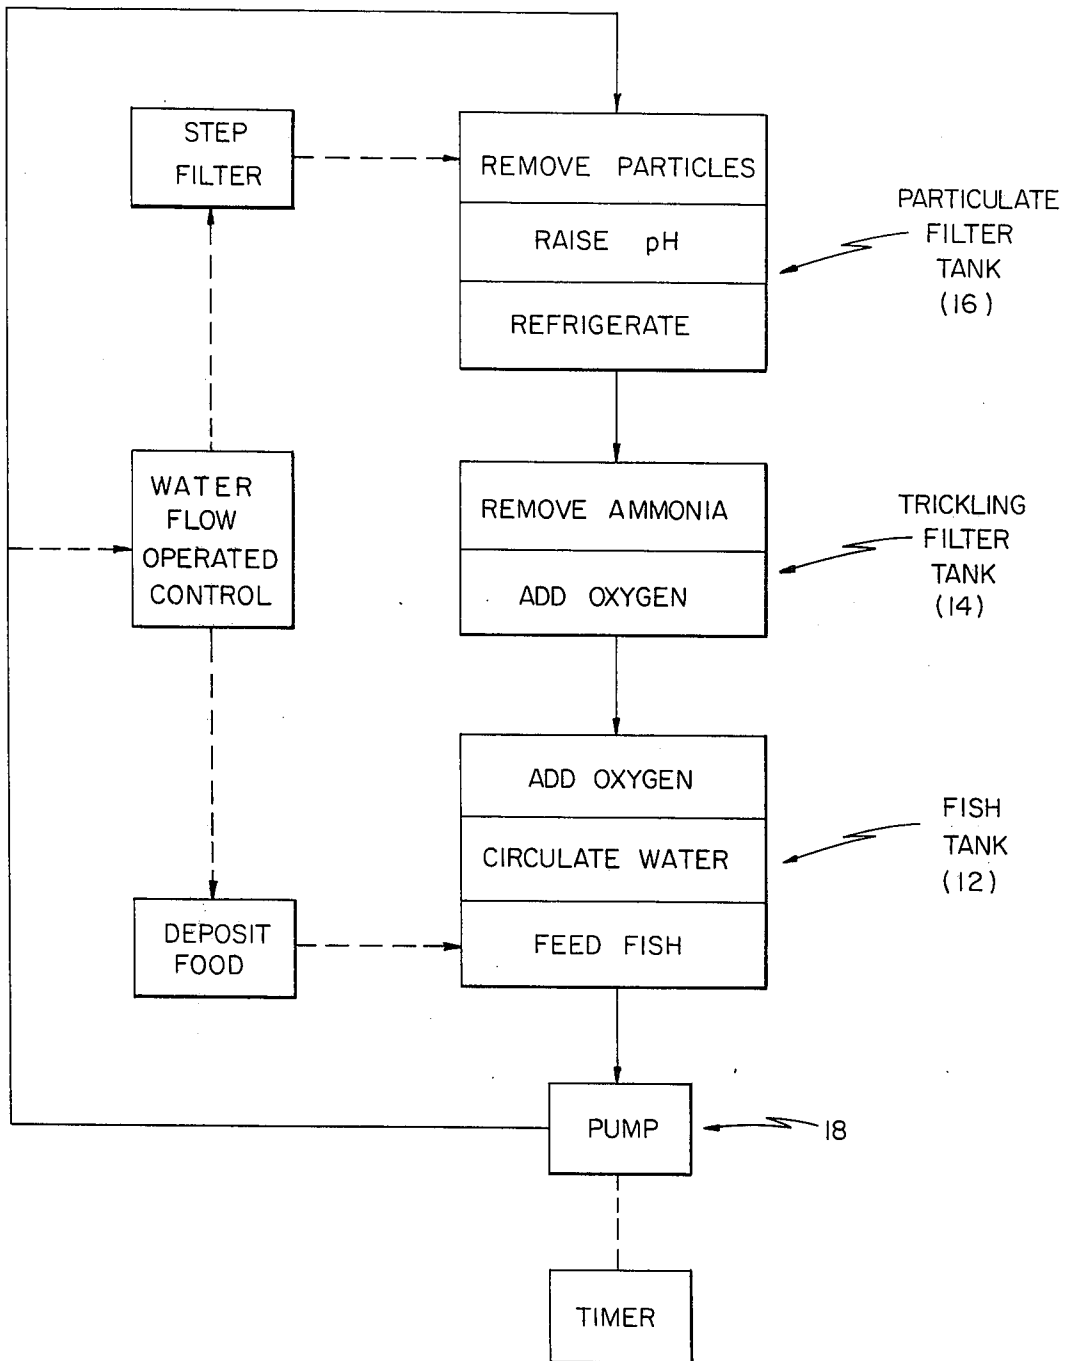 STEP
FILTER
REMOVE PARTICLES
RAISE pH
REFRIGERATE
PARTICULATE
FILTER
TANK
(16)
WATER
FLOW
OPERATED
CONTROL
REMOVE AMMONIA
ADD OXYGEN
TRICKLING
FILTER
TANK
(14)
ADD OXYGEN
CIRCULATE WATER
FEED FISH
FISH
TANK
(12)
DEPOSIT
FOOD
PUMP
18
TIMER